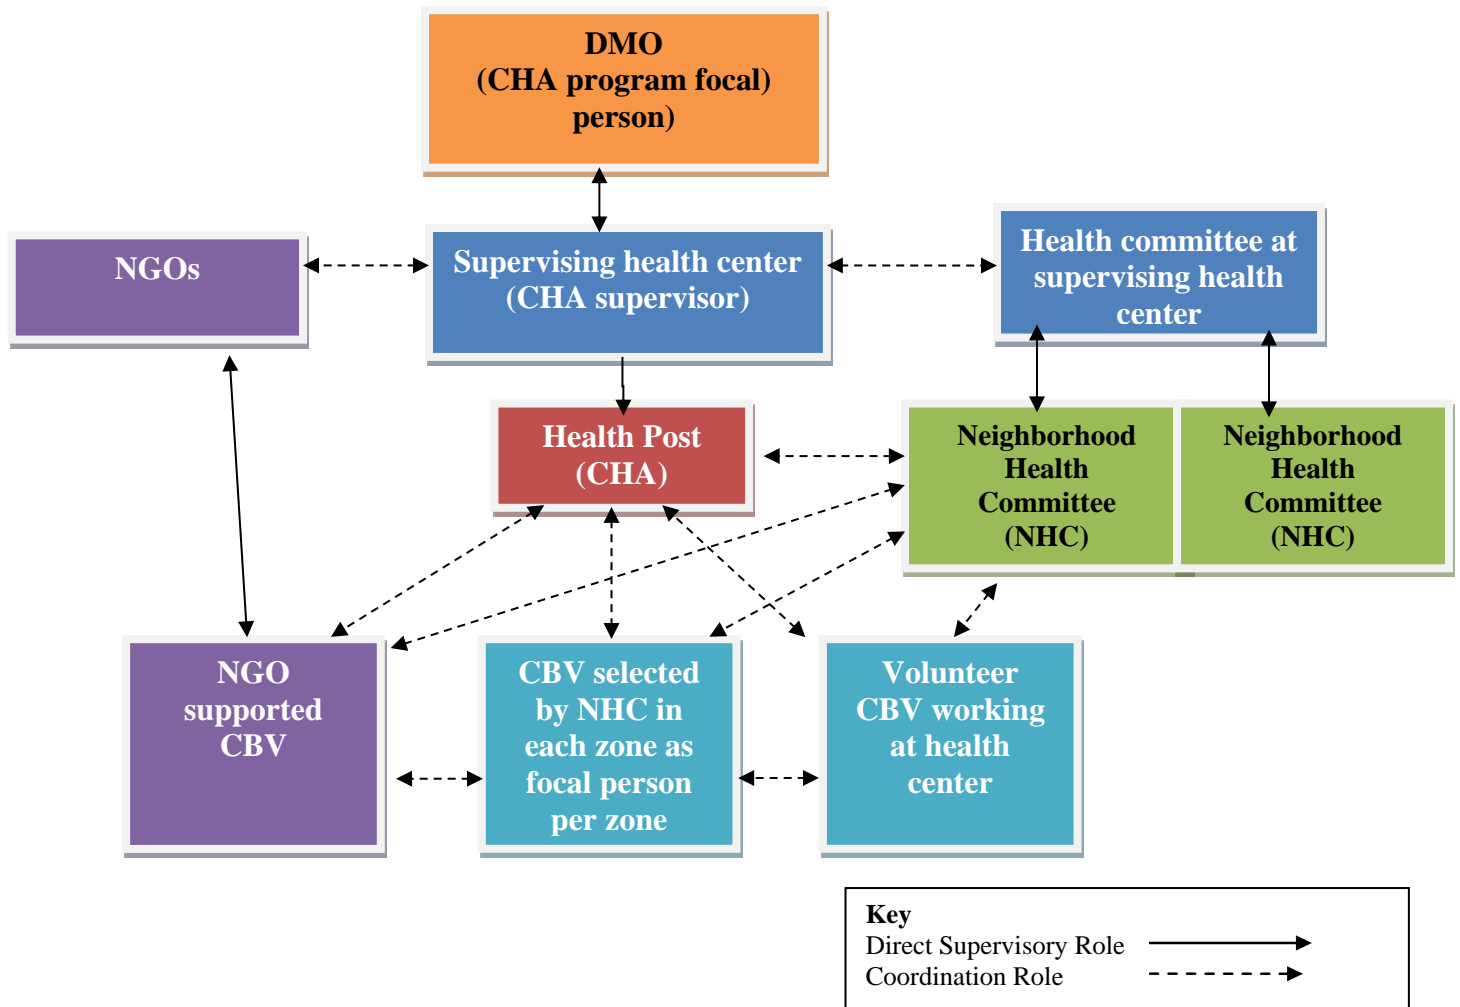 DMO
(CHA program focal)
person)
NGOs
Supervising health center
(CHA supervisor)
Health committee at
supervising health
center
Health Post
(CHA)
Neighborhood
Health
Committee
(NHC)
Neighborhood
Health
Committee
(NHC)
NGO
supported
CBV
CBV selected
by NHC in
each zone as
focal person
per zone
Volunteer
CBV working
at health
center
Key
Direct Supervisory Role
Coordination Role